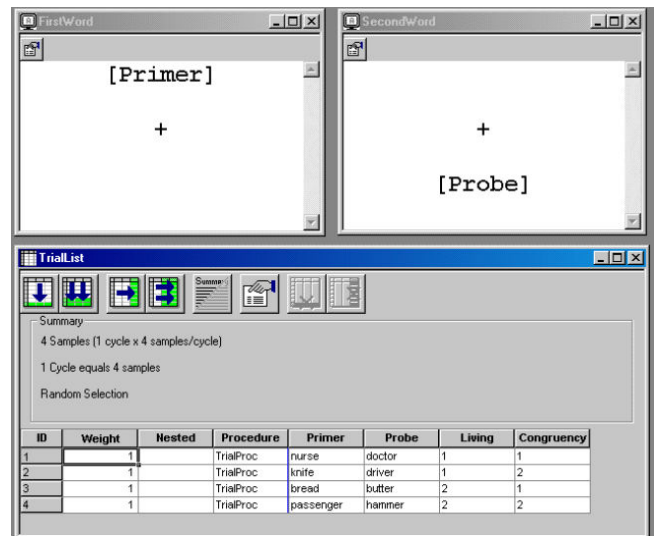 FirstWord
[Primer]
+
SecondWord
+
[Probe]
TrialList
Summary
Summary
4 Samples (1 cycle x 4 samples/cycle)
1 Cycle equals 4 samples
Random Selection
ID Weight Nested Procedure Primer Probe Living Congruency
1 1 TrialProc nurse doctor 1 1
2 1 TrialProc knife driver 1 2
3 1 TrialProc bread butter 2 1
4 1 TrialProc passenger hammer 2 2